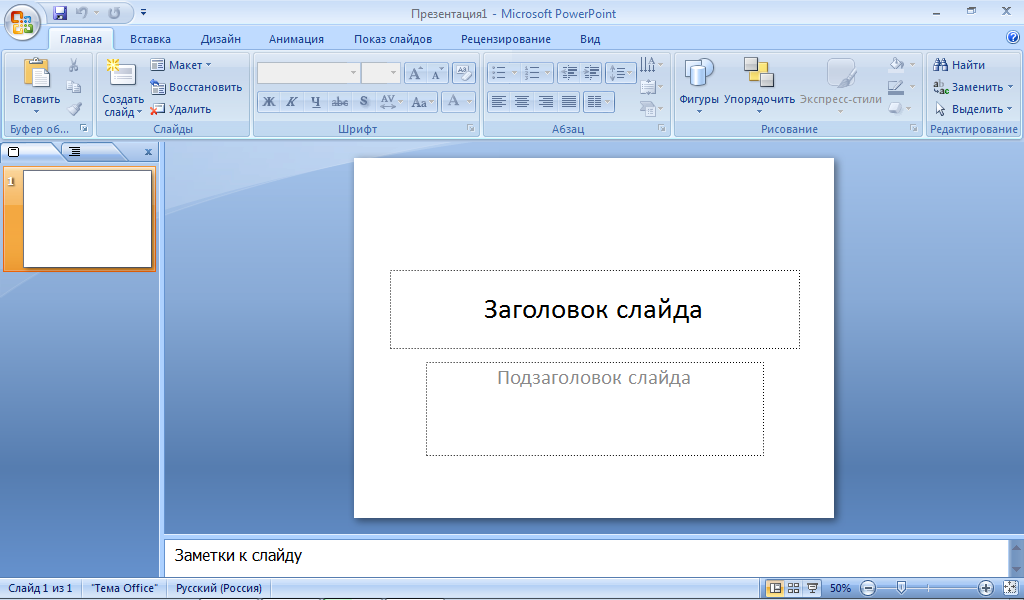 Презентация1 - Microsoft PowerPoint
Главная Вставка Дизайн Анимация Показ слайдов Рецензирование Вид
Вставить
Буфер об...
Создать слайд
Макет
Восстановить
Удалить
Слайды
Ж К Ч abc S AV Aa A
Шрифт
Абзац
Фигуры Упорядочить Экспресс-стили
Рисование
Найти
Заменить
Выделить
Редактирование
1
Заголовок слайда
Подзаголовок слайда
Заметки к слайду
Слайд 1 из 1 "Тема Office" Русский (Россия) 50%